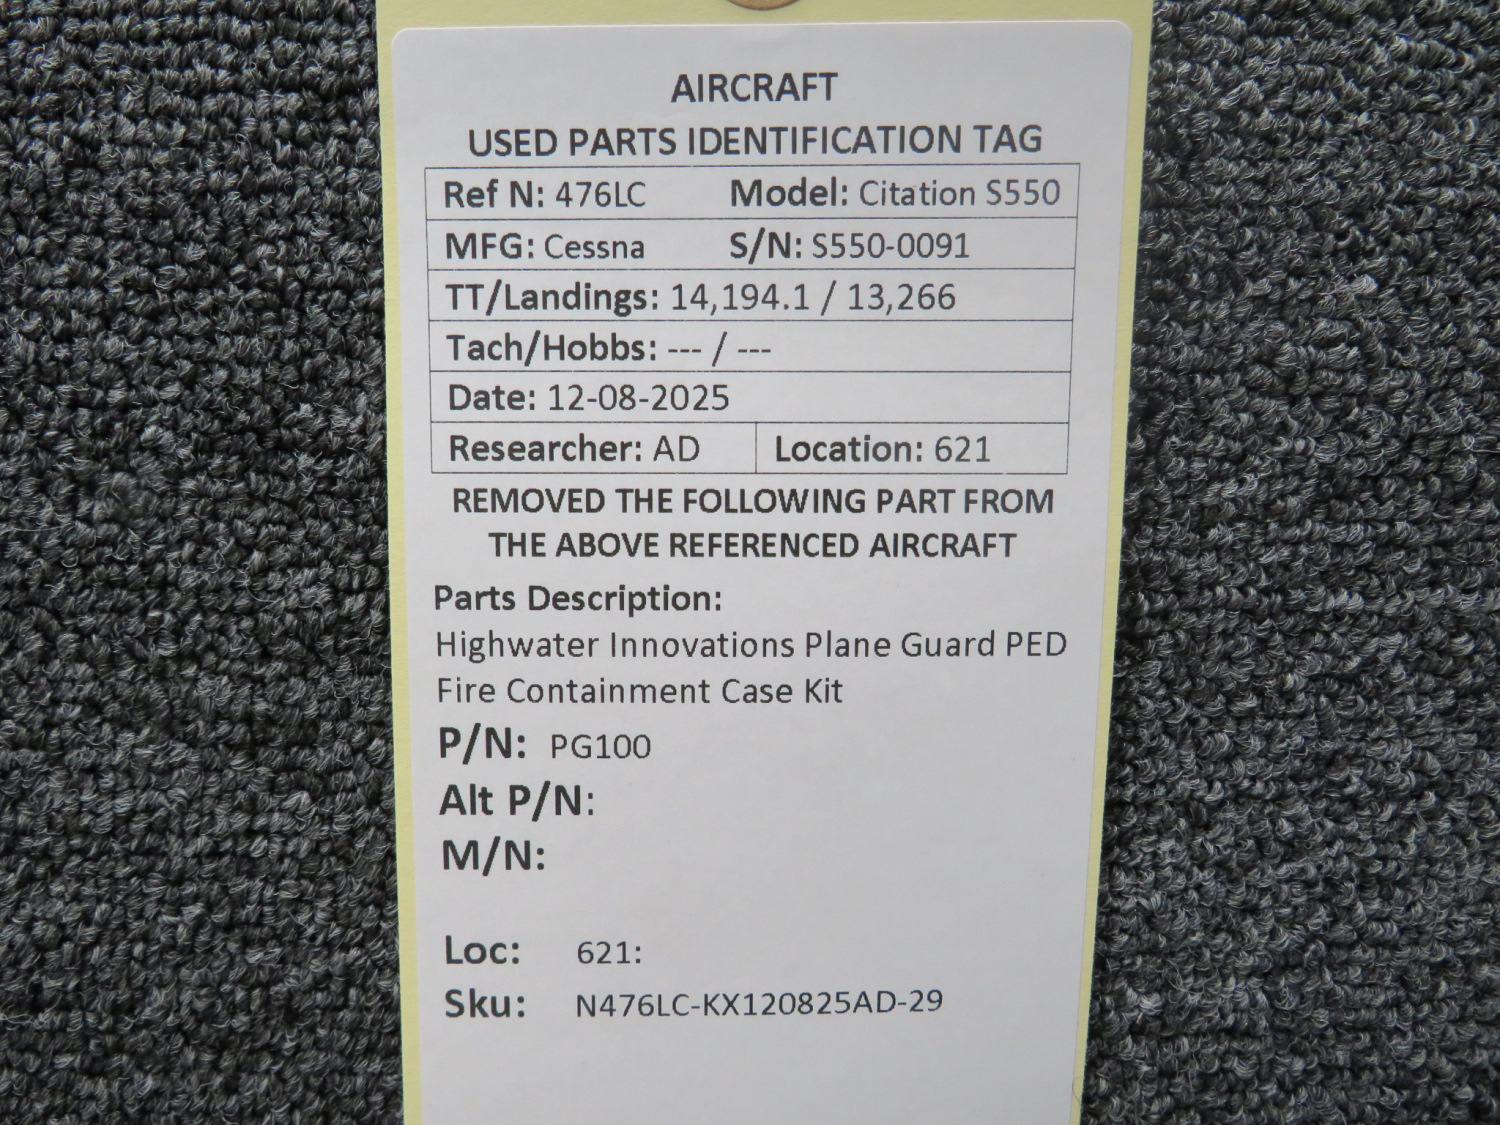 AIRCRAFT
USED PARTS IDENTIFICATION TAG
Ref N: 476LC Model: Citation S550
MFG: Cessna S/N: S550-0091
TT/Landings: 14,194.1 / 13,266
Tach/Hobbs: --- / ---
Date: 12-08-2025
Researcher: AD Location: 621
REMOVED THE FOLLOWING PART FROM
THE ABOVE REFERENCED AIRCRAFT
Parts Description:
Highwater Innovations Plane Guard PED
Fire Containment Case Kit
P/N: PG100
Alt P/N:
M/N:
Loc: 621:
Sku: N476LC-KX120825AD-29